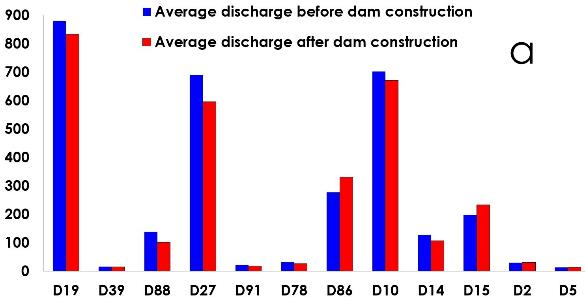 Average discharge before dam construction
Average discharge after dam construction
a
900
800
700
600
500
400
300
200
100
0
D19 D39 D88 D27 D91 D78 D86 D10 D14 D15 D2 D5